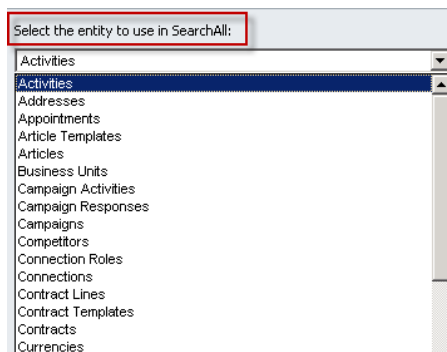 Select the entity to use in SearchAll:
Activities
Activities
Addresses
Appointments
Article Templates
Articles
Business Units
Campaign Activities
Campaign Responses
Campaigns
Competitors
Connection Roles
Connections
Contract Lines
Contract Templates
Contracts
Currencies